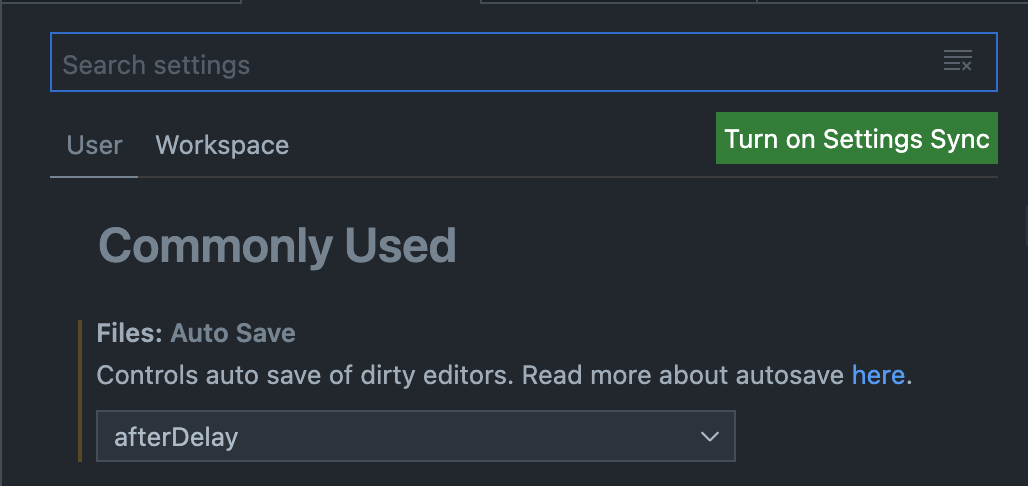 Search settings
User Workspace Turn on Settings Sync
Commonly Used
Files: Auto Save
Controls auto save of dirty editors. Read more about autosave here.
afterDelay